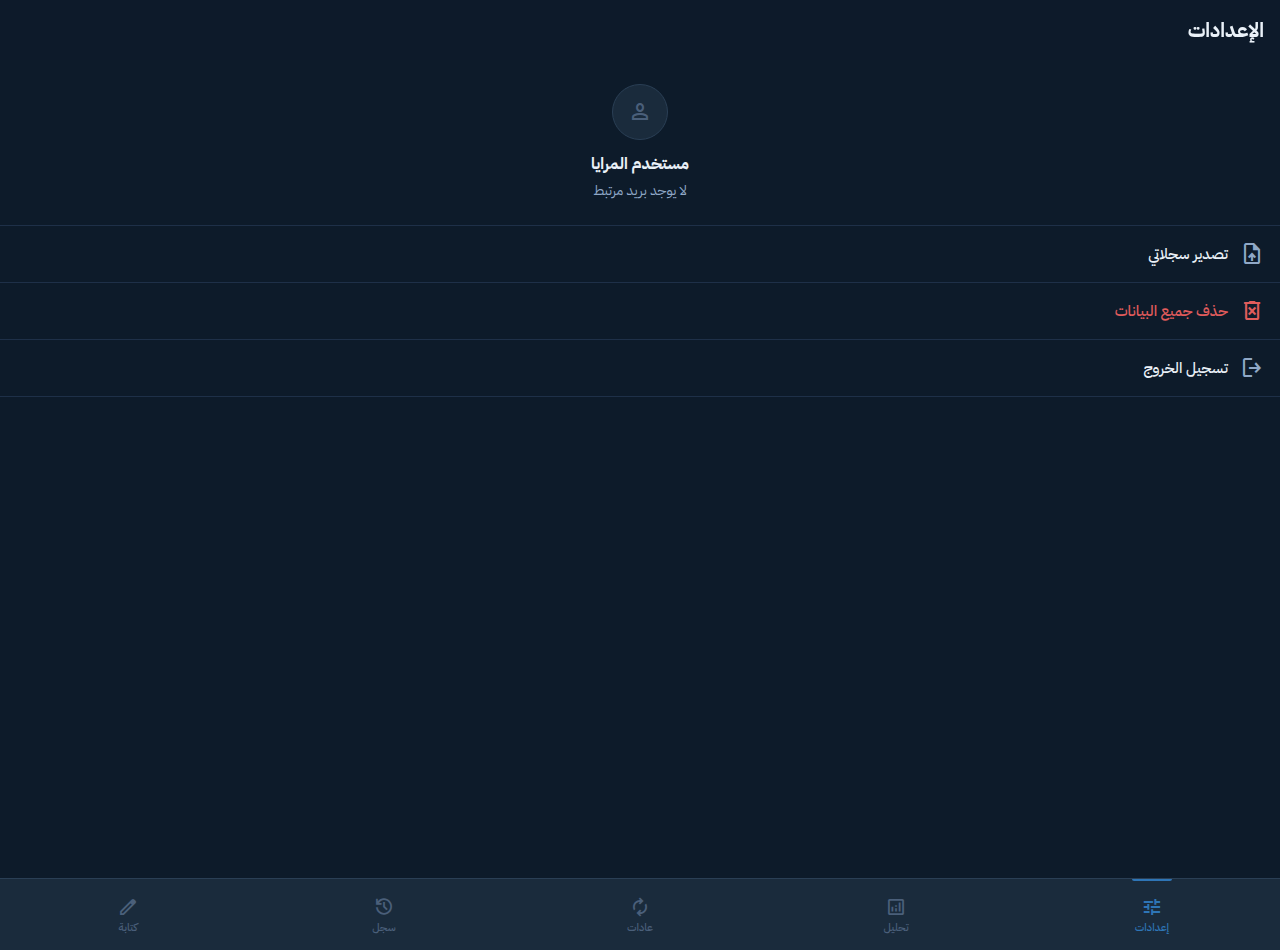 الإعدادات
مستخدم المرايا
لا يوجد بريد مرتبط
تصدير سجلاتي
حذف جميع البيانات
تسجيل الخروج
إعدادات
تحليل
عادات
سجل
كتابة